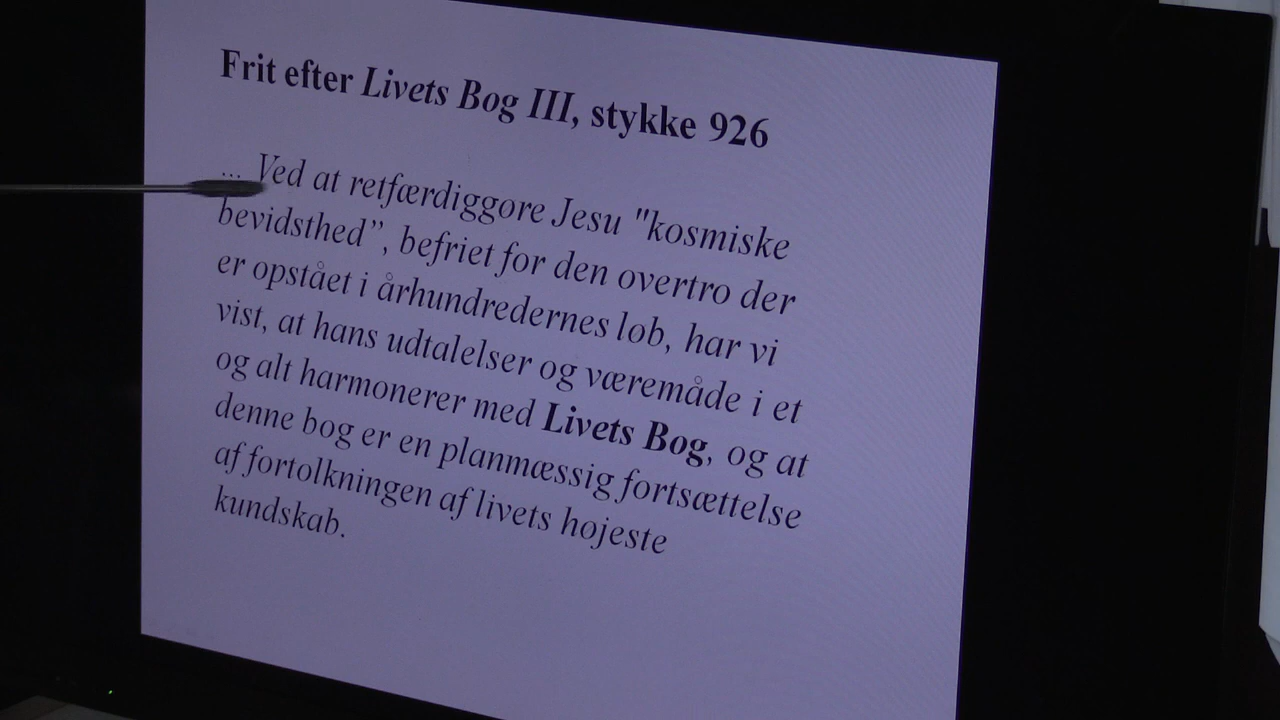 Frit efter Livets Bog III, stykke 926
... Ved at retfærdiggøre Jesu "kosmiske
bevidsthed”, befriet for den overtro der
er opstået i århundredernes løb, har vi
vist, at hans udtalelser og væremåde i et
og alt harmonerer med Livets Bog, og at
denne bog er en planmæssig fortsættelse
af fortolkningen af livets højeste
kundskab.